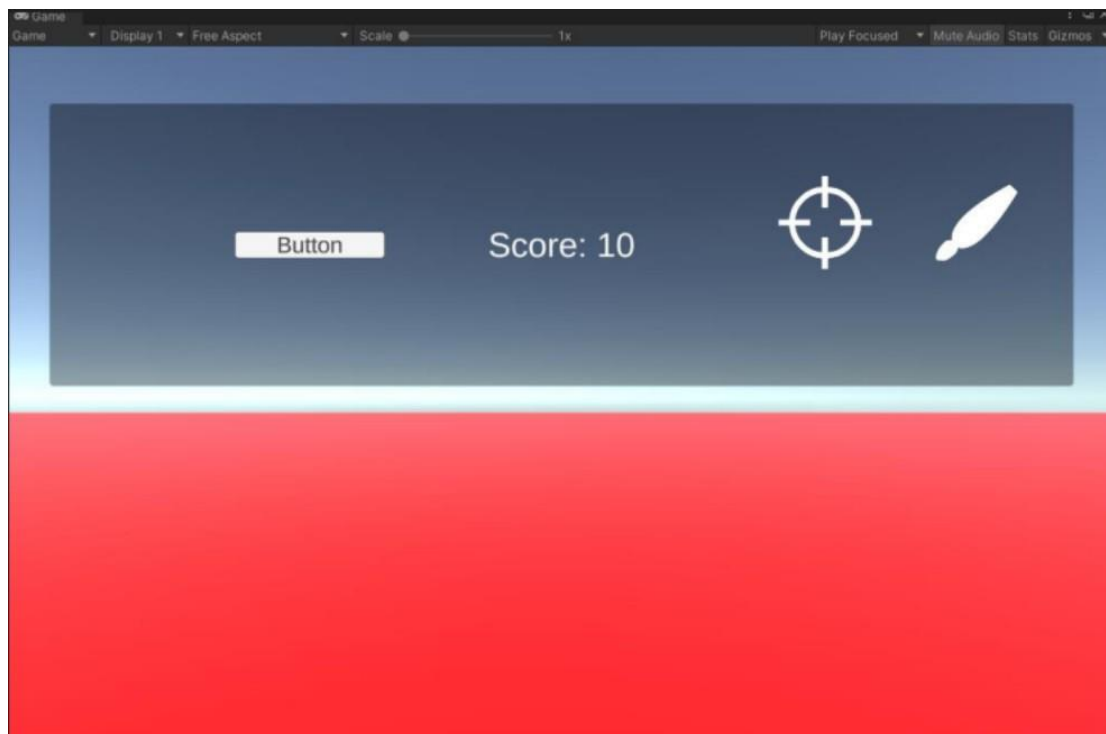 Game
Game Display 1 Free Aspect Scale 1x Play Focused Mute Audio Stats Gizmos
Button
Score: 10